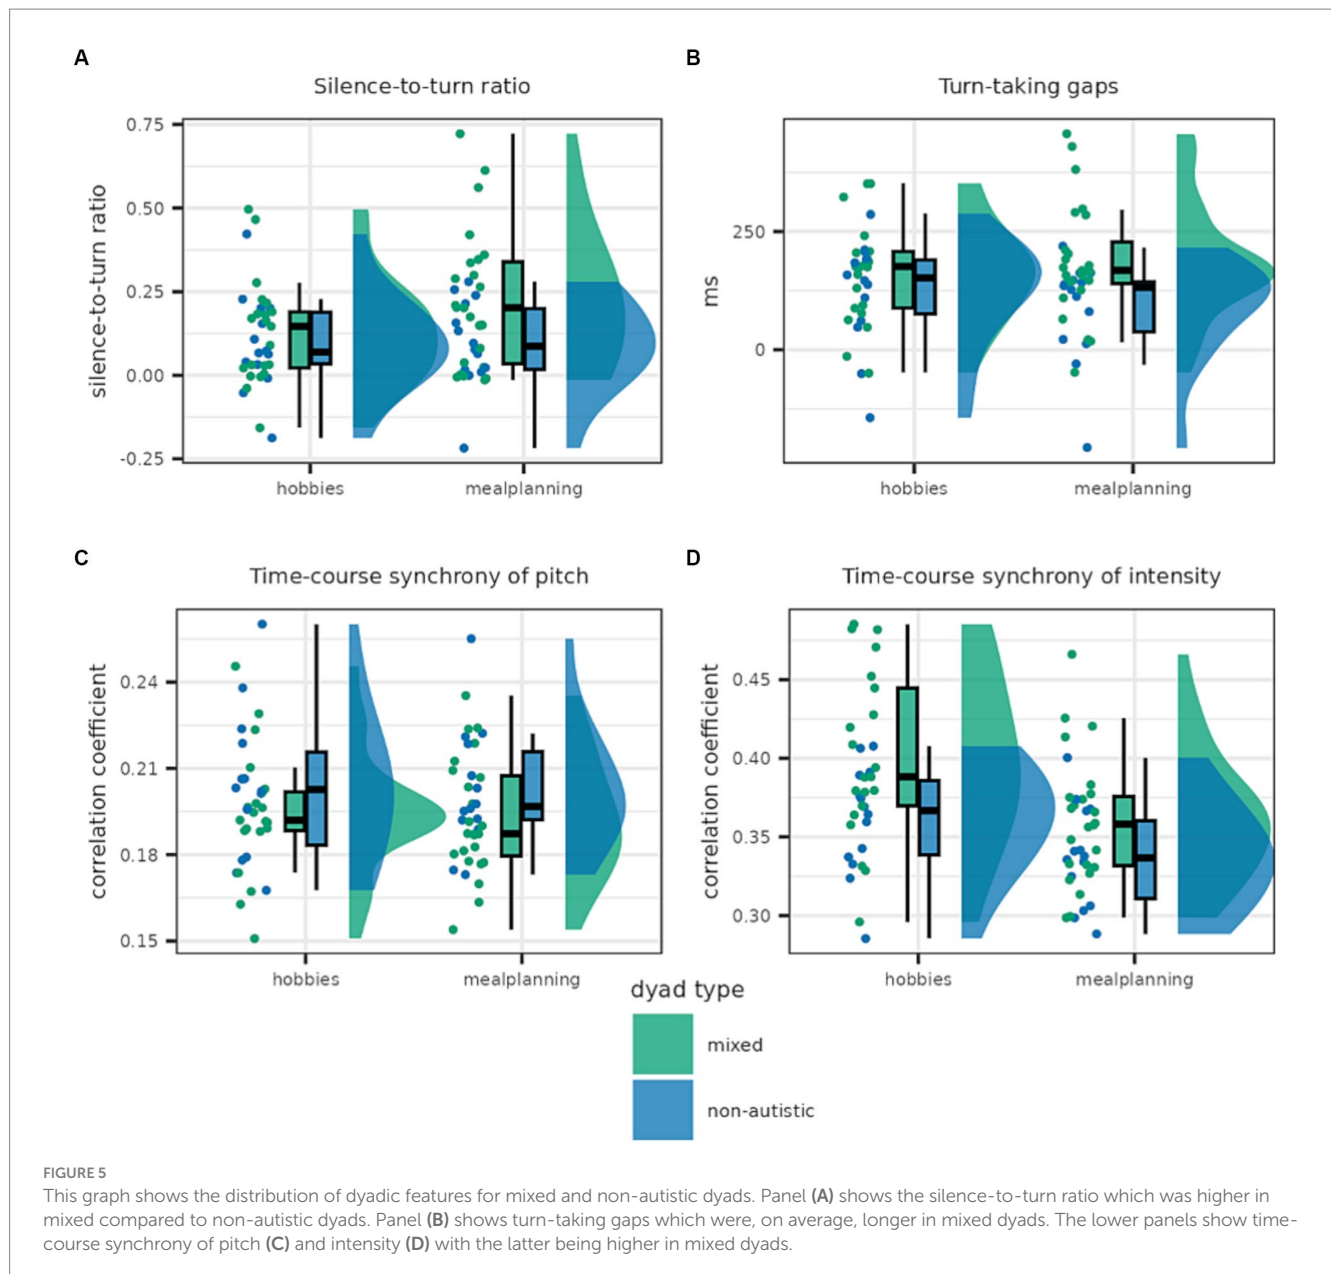 A
Silence-to-turn ratio
silence-to-turn ratio
0.75
0.50
0.25
0.00
-0.25
hobbies
mealplanning
B
Turn-taking gaps
ms
250
0
hobbies
mealplanning
C
Time-course synchrony of pitch
correlation coefficient
0.24
0.21
0.18
0.15
hobbies
mealplanning
D
Time-course synchrony of intensity
correlation coefficient
0.45
0.40
0.35
0.30
hobbies
mealplanning
dyad type
mixed
non-autistic
FIGURE 5
This graph shows the distribution of dyadic features for mixed and non-autistic dyads. Panel (A) shows the silence-to-turn ratio which was higher in
mixed compared to non-autistic dyads. Panel (B) shows turn-taking gaps which were, on average, longer in mixed dyads. The lower panels show time-
course synchrony of pitch (C) and intensity (D) with the latter being higher in mixed dyads.